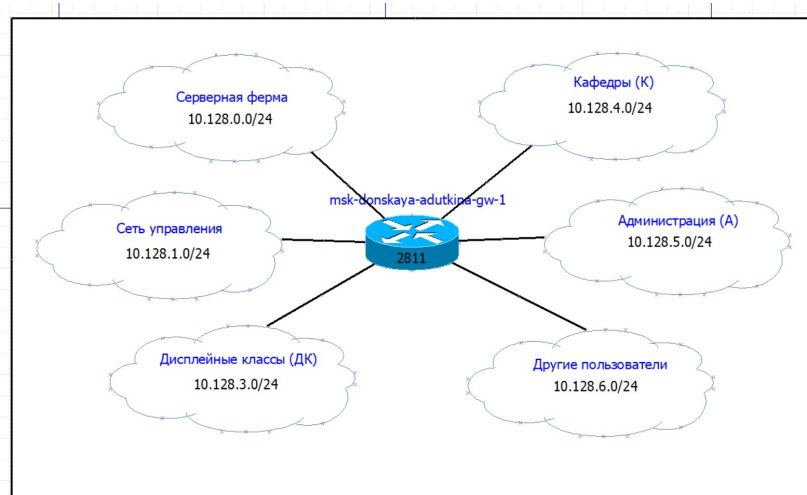 Серверная ферма
10.128.0.0/24
Кафедры (К)
10.128.4.0/24
msk-donskaya-adutkina-gw-1
2811
Сеть управления
10.128.1.0/24
Администрация (А)
10.128.5.0/24
Дисплейные классы (ДК)
10.128.3.0/24
Другие пользователи
10.128.6.0/24